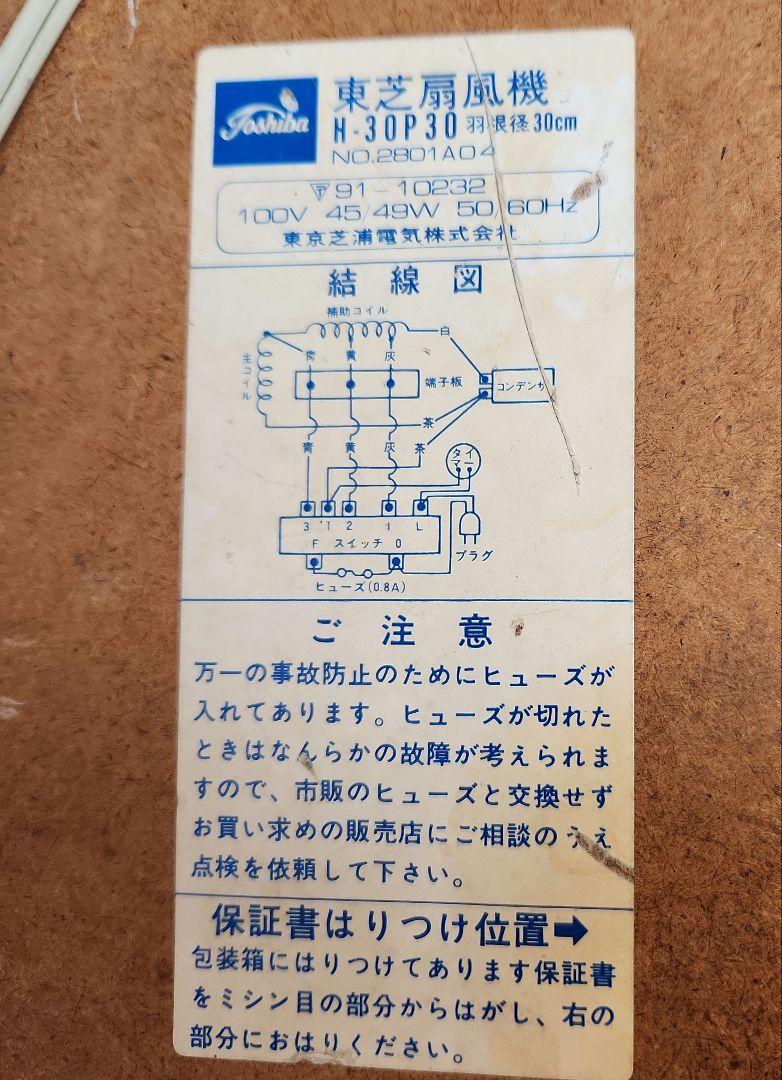 Toshiba
東芝扇風機
H-30P30 羽根径30cm
NO.2801A04
〒91-10232
100V 45/49W 50/60Hz
東京芝浦電気株式会社
結線図
補助コイル
白
主コイル
青 黄 灰
端子板
コンデンサ
茶
青 黄 灰 茶
タイマー
3 T 2 1 L
F スイッチ 0
プラグ
ヒューズ(0.8A)
ご注意
万一の事故防止のためにヒューズが
入れてあります。ヒューズが切れた
ときはなんらかの故障が考えられま
すので、市販のヒューズと交換せず
お買い求めの販売店にご相談のうえ
点検を依頼して下さい。
保証書はりつけ位置➡
包装箱にはりつけてあります保証書
をミシン目の部分からはがし、右の
部分におはりください。